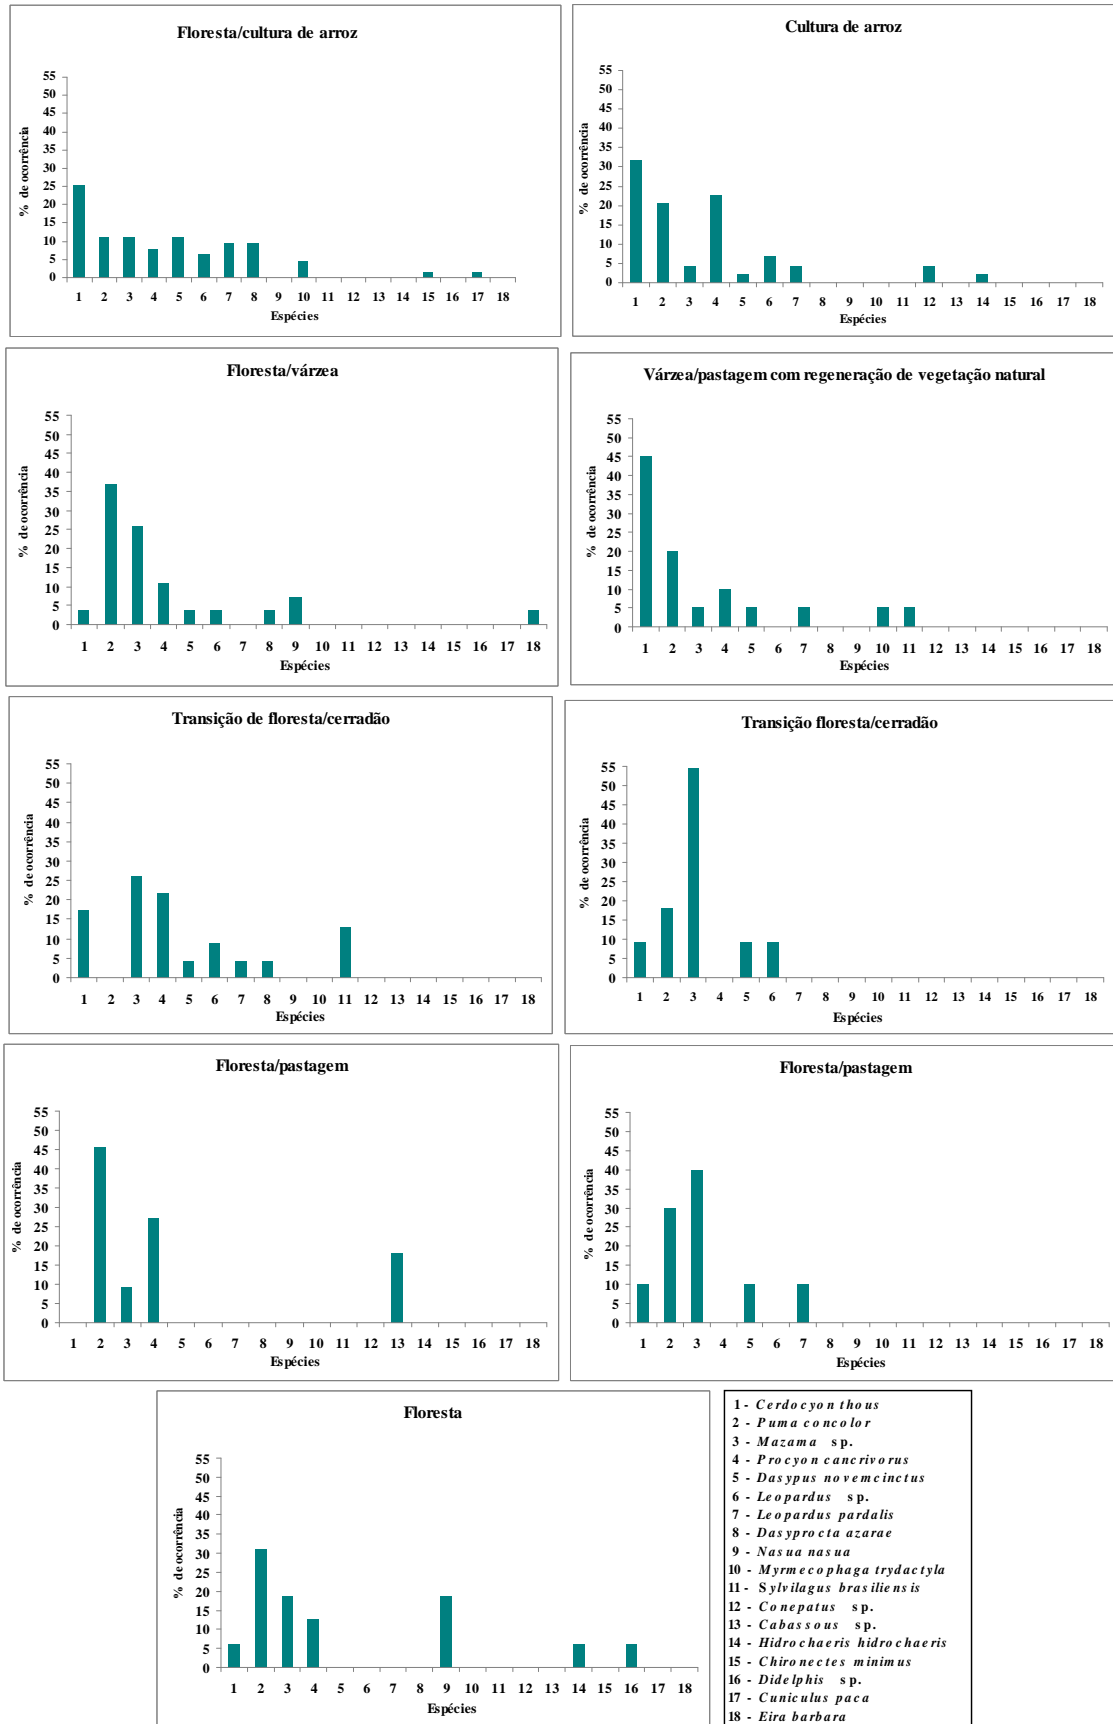 Floresta/cultura de arroz
% de ocorrência
55
50
45
40
35
30
25
20
15
10
5
0
1 2 3 4 5 6 7 8 9 10 11 12 13 14 15 16 17 18
Espécies
Cultura de arroz
% de ocorrência
55
50
45
40
35
30
25
20
15
10
5
0
1 2 3 4 5 6 7 8 9 10 11 12 13 14 15 16 17 18
Espécies
Floresta/várzea
% de ocorrência
55
50
45
40
35
30
25
20
15
10
5
0
1 2 3 4 5 6 7 8 9 10 11 12 13 14 15 16 17 18
Espécies
Várzea/pastagem com regeneração de vegetação natural
% de ocorrência
55
50
45
40
35
30
25
20
15
10
5
0
1 2 3 4 5 6 7 8 9 10 11 12 13 14 15 16 17 18
Espécies
Transição de floresta/cerradão
% de ocorrência
55
50
45
40
35
30
25
20
15
10
5
0
1 2 3 4 5 6 7 8 9 10 11 12 13 14 15 16 17 18
Espécies
Transição floresta/cerradão
% de ocorrência
55
50
45
40
35
30
25
20
15
10
5
0
1 2 3 4 5 6 7 8 9 10 11 12 13 14 15 16 17 18
Espécies
Floresta/pastagem
% de ocorrência
55
50
45
40
35
30
25
20
15
10
5
0
1 2 3 4 5 6 7 8 9 10 11 12 13 14 15 16 17 18
Espécies
Floresta/pastagem
% de ocorrência
55
50
45
40
35
30
25
20
15
10
5
0
1 2 3 4 5 6 7 8 9 10 11 12 13 14 15 16 17 18
Espécies
Floresta
% de ocorrência
55
50
45
40
35
30
25
20
15
10
5
0
1 2 3 4 5 6 7 8 9 10 11 12 13 14 15 16 17 18
Espécies
1 - Cerdocyon thous
2 - Puma concolor
3 - Mazama sp.
4 - Procyon cancrivorus
5 - Dasypus novemcinctus
6 - Leopardus sp.
7 - Leopardus pardalis
8 - Dasyprocta azarae
9 - Nasua nasua
10 - Myrmecophaga trydactyla
11 - Sylvilagus brasiliensis
12 - Conepatus sp.
13 - Cabassous sp.
14 - Hidrochaeris hidrochaeris
15 - Chironectes minimus
16 - Didelphis sp.
17 - Cuniculus paca
18 - Eira barbara